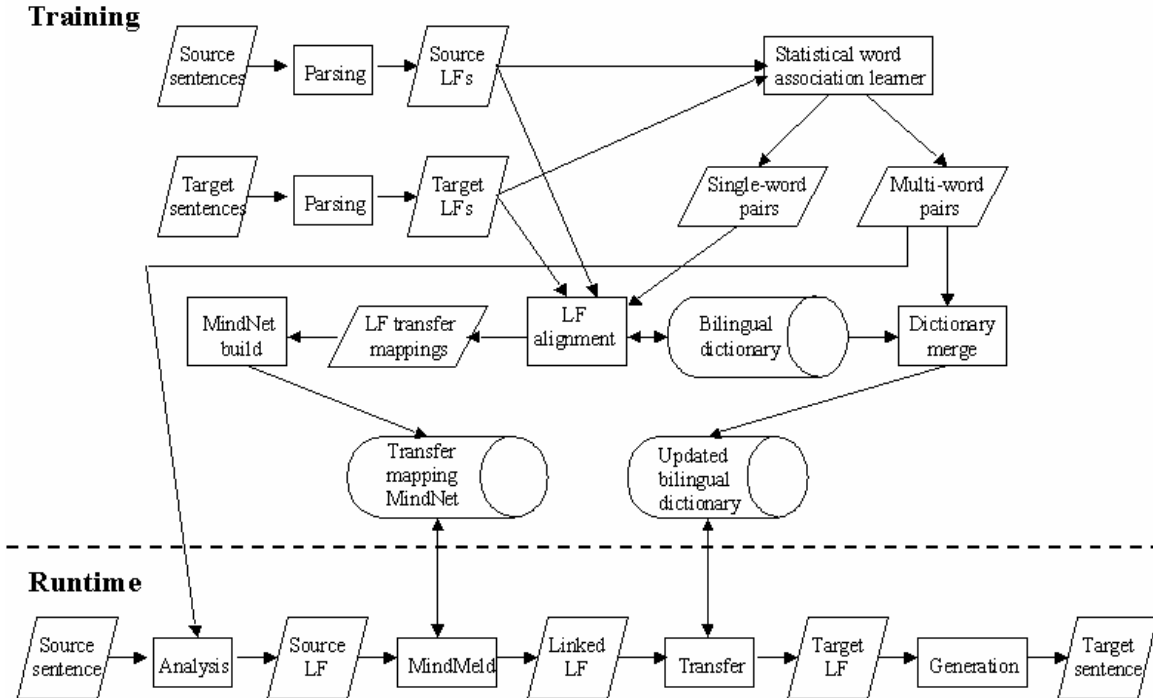 Training
Source
sentences
Parsing
Source
LFs
Statistical word
association learner
Target
sentences
Parsing
Target
LFs
Single-word
pairs
Multi-word
pairs
MindNet
build
LF transfer
mappings
LF
alignment
Bilingual
dictionary
Dictionary
merge
Transfer
mapping
MindNet
Updated
bilingual
dictionary
Runtime
Source
sentence
Analysis
Source
LF
MindMeld
Linked
LF
Transfer
Target
LF
Generation
Target
sentence